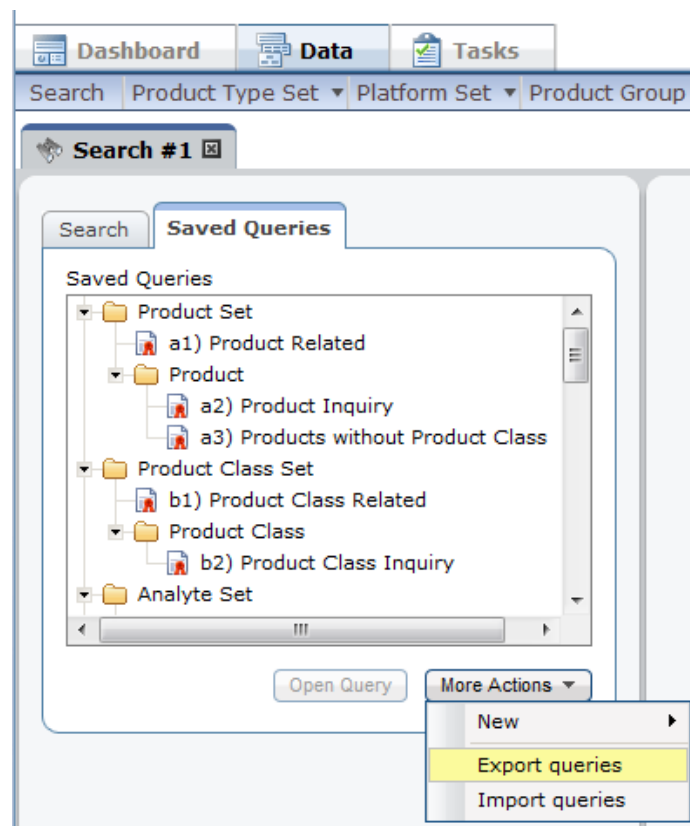 Dashboard Data Tasks
Search Product Type Set Platform Set Product Group
Search #1
Search Saved Queries
Saved Queries
Product Set
a1) Product Related
Product
a2) Product Inquiry
a3) Products without Product Class
Product Class Set
b1) Product Class Related
Product Class
b2) Product Class Inquiry
Analyte Set
Open Query More Actions
New
Export queries
Import queries